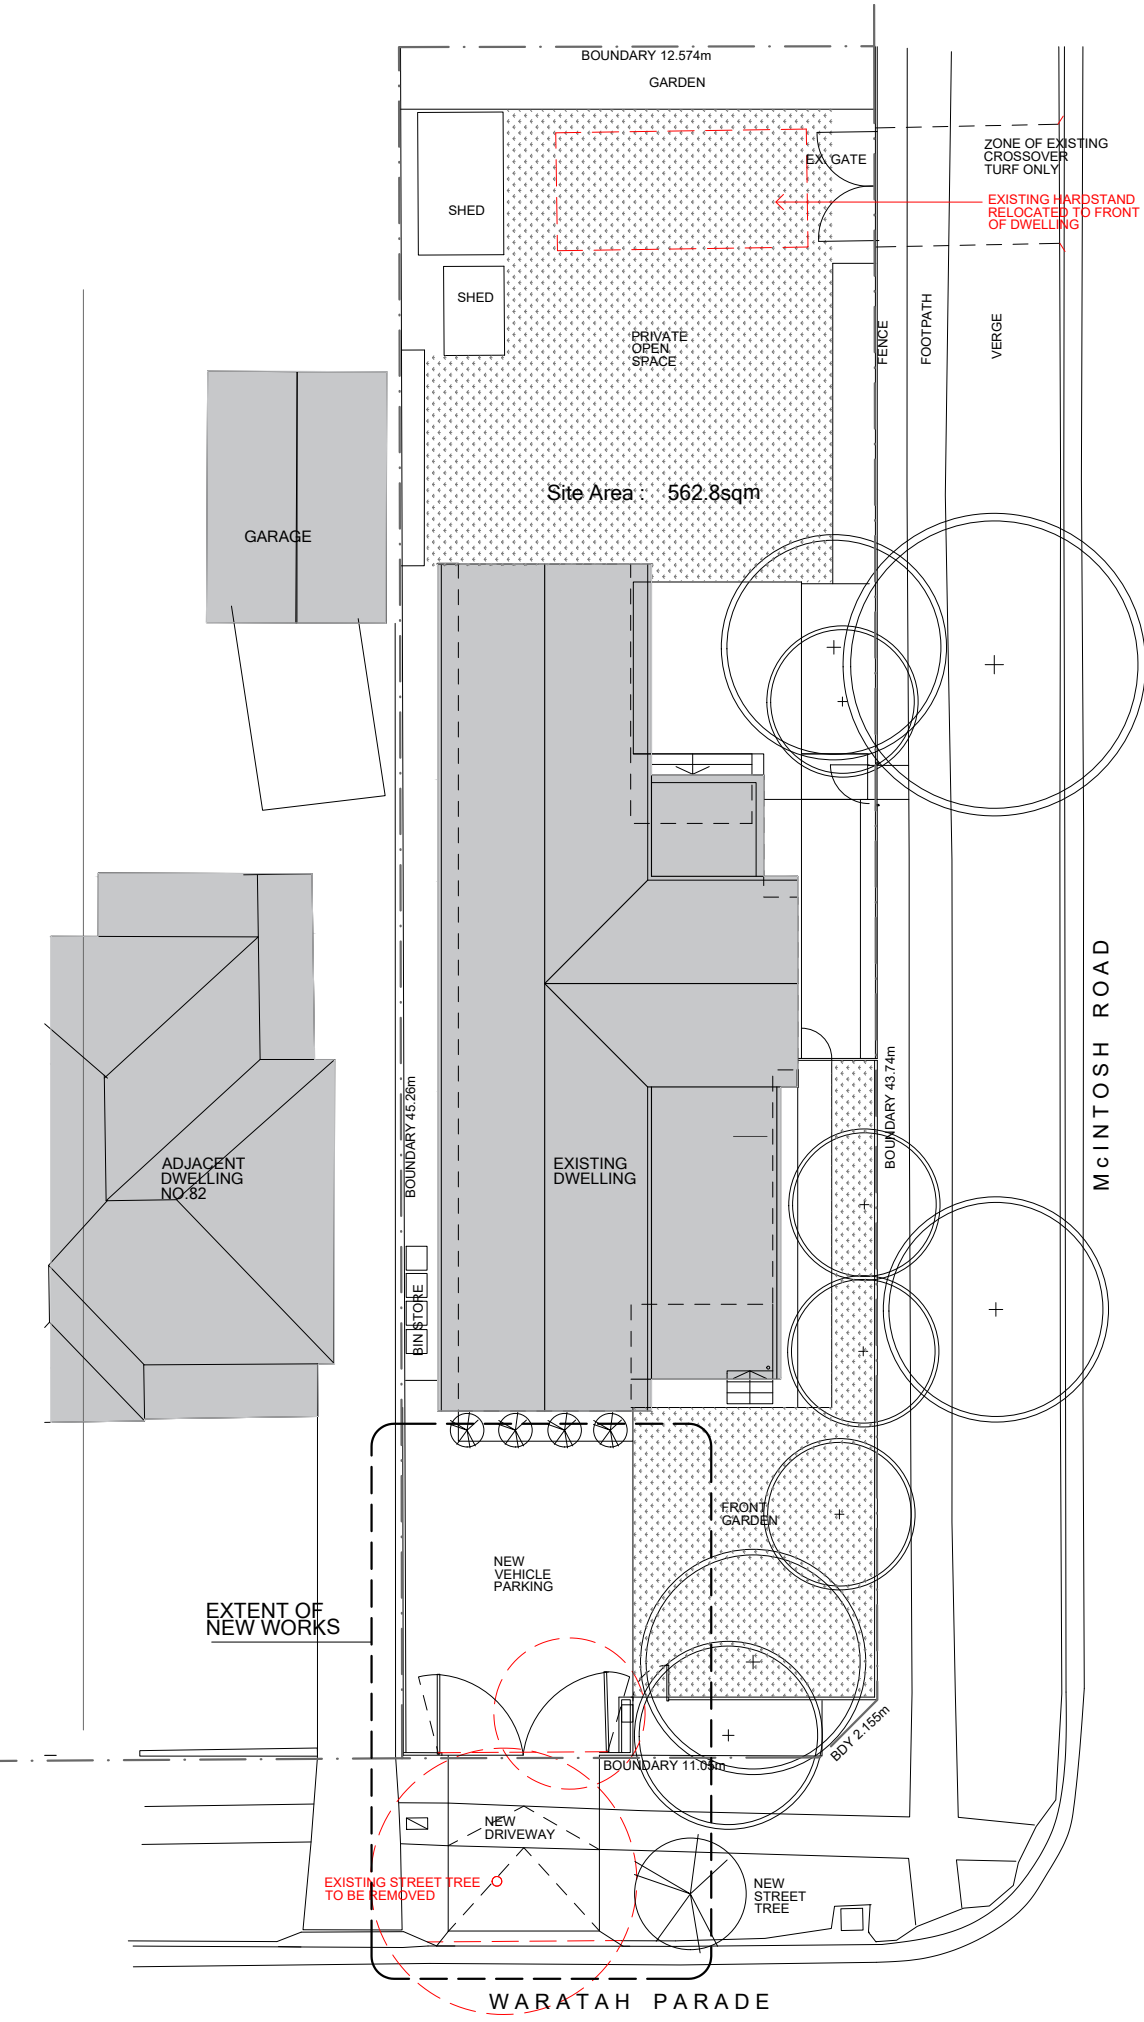 BOUNDARY 12.574m
GARDEN
EX. GATE
ZONE OF EXISTING
CROSSOVER
TURF ONLY
EXISTING HARDSTAND
RELOCATED TO FRONT
OF DWELLING
SHED
SHED
PRIVATE
OPEN
SPACE
FENCE
FOOTPATH
VERGE
Site Area : 562.8sqm
GARAGE
McINTOSH ROAD
BOUNDARY 45.26m
BOUNDARY 43.74m
ADJACENT
DWELLING
NO.82
EXISTING
DWELLING
BIN STORE
FRONT
GARDEN
NEW
VEHICLE
PARKING
EXTENT OF
NEW WORKS
BDY 2.155m
BOUNDARY 11.05m
NEW
DRIVEWAY
EXISTING STREET TREE
TO BE REMOVED
NEW
STREET
TREE
WARATAH PARADE